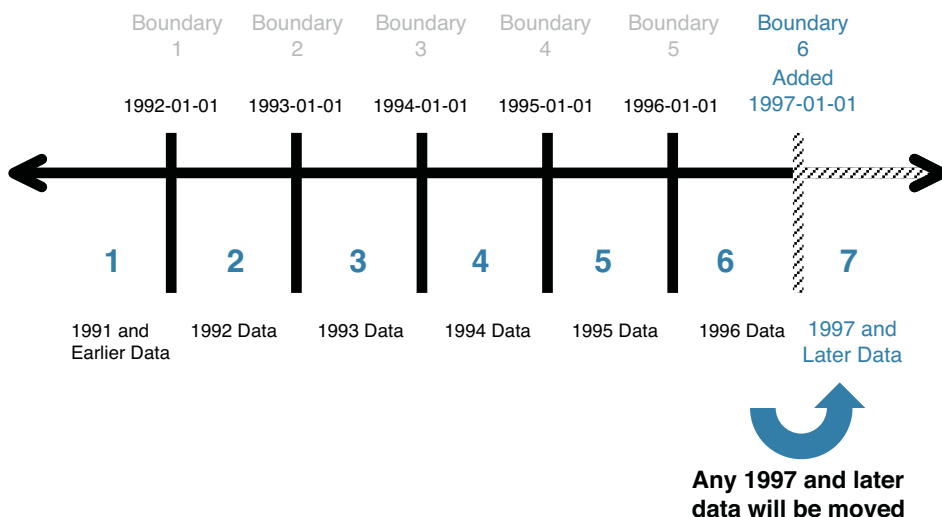 Boundary Boundary Boundary Boundary Boundary Boundary
1 2 3 4 5 6
Added
1992-01-01 1993-01-01 1994-01-01 1995-01-01 1996-01-01 1997-01-01
1 2 3 4 5 6 7
1991 and 1992 Data 1993 Data 1994 Data 1995 Data 1996 Data 1997 and
Earlier Data Later Data
Any 1997 and later
data will be moved